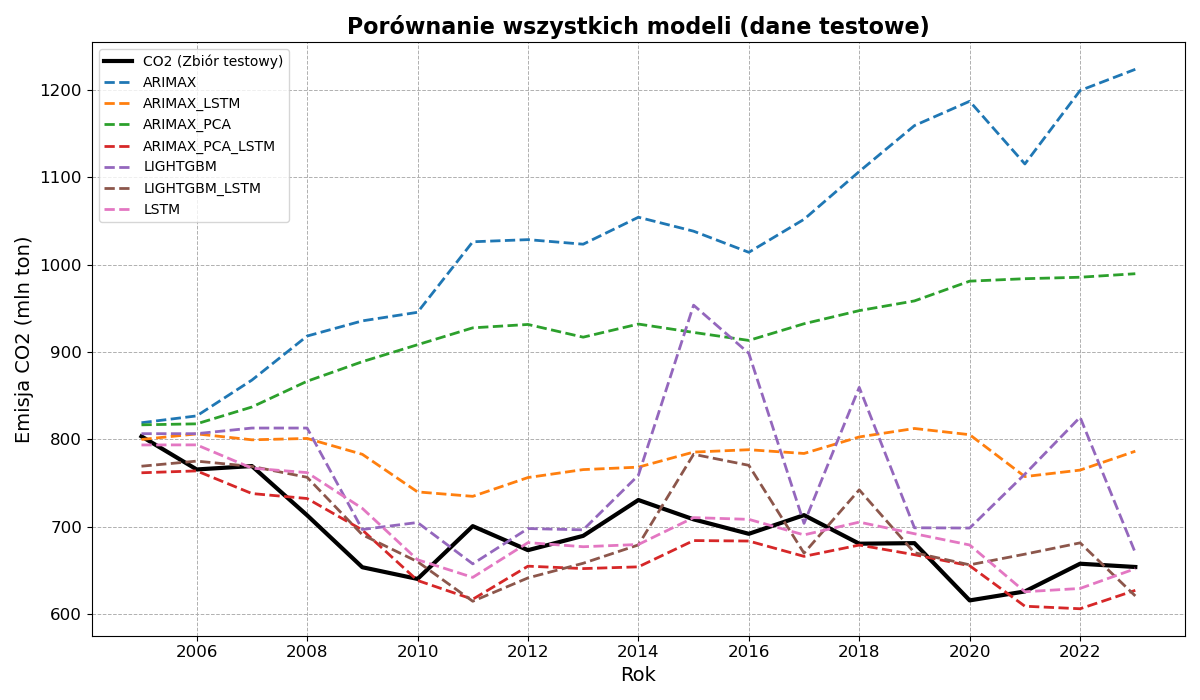 Porównanie wszystkich modeli (dane testowe)
CO2 (Zbiór testowy)
ARIMAX
ARIMAX_LSTM
ARIMAX_PCA
ARIMAX_PCA_LSTM
LIGHTGBM
LIGHTGBM_LSTM
LSTM
Emisja CO2 (mln ton)
1200
1100
1000
900
800
700
600
2006 2008 2010 2012 2014 2016 2018 2020 2022
Rok